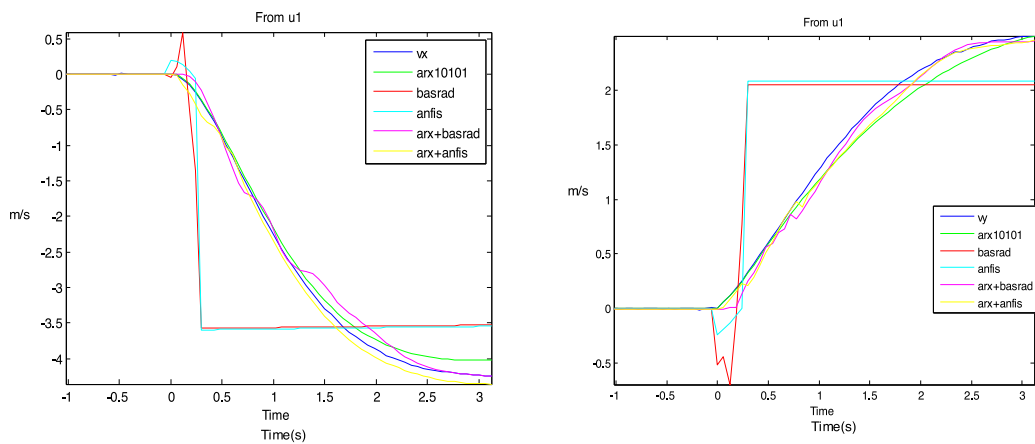 From u1
0.5
0
-0.5
-1
-1.5
-2
-2.5
-3
-3.5
-4
m/s
vx
arx10101
basrad
anfis
arx+basrad
arx+anfis
-1 -0.5 0 0.5 1 1.5 2 2.5 3
Time
Time(s)
From u1
2
1.5
1
0.5
0
-0.5
m/s
vy
arx10101
basrad
anfis
arx+basrad
arx+anfis
-1 -0.5 0 0.5 1 1.5 2 2.5 3
Time
Time(s)